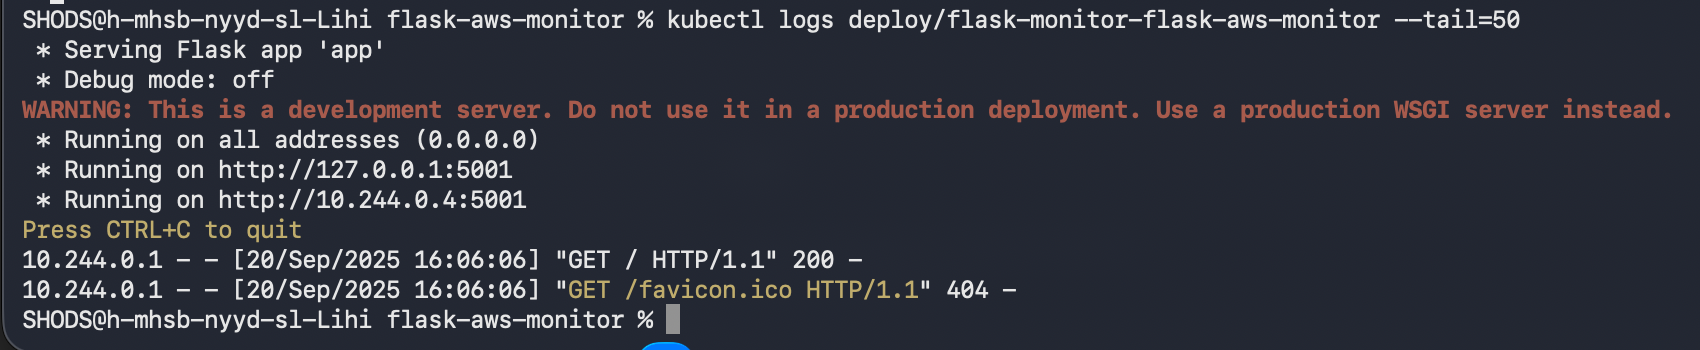 SHODS@h-mhsb-nyyd-sl-Lihi flask-aws-monitor % kubectl logs deploy/flask-monitor-flask-aws-monitor --tail=50
 * Serving Flask app 'app'
 * Debug mode: off
WARNING: This is a development server. Do not use it in a production deployment. Use a production WSGI server instead.
 * Running on all addresses (0.0.0.0)
 * Running on http://127.0.0.1:5001
 * Running on http://10.244.0.4:5001
Press CTRL+C to quit
10.244.0.1 - - [20/Sep/2025 16:06:06] "GET / HTTP/1.1" 200 -
10.244.0.1 - - [20/Sep/2025 16:06:06] "GET /favicon.ico HTTP/1.1" 404 -
SHODS@h-mhsb-nyyd-sl-Lihi flask-aws-monitor %